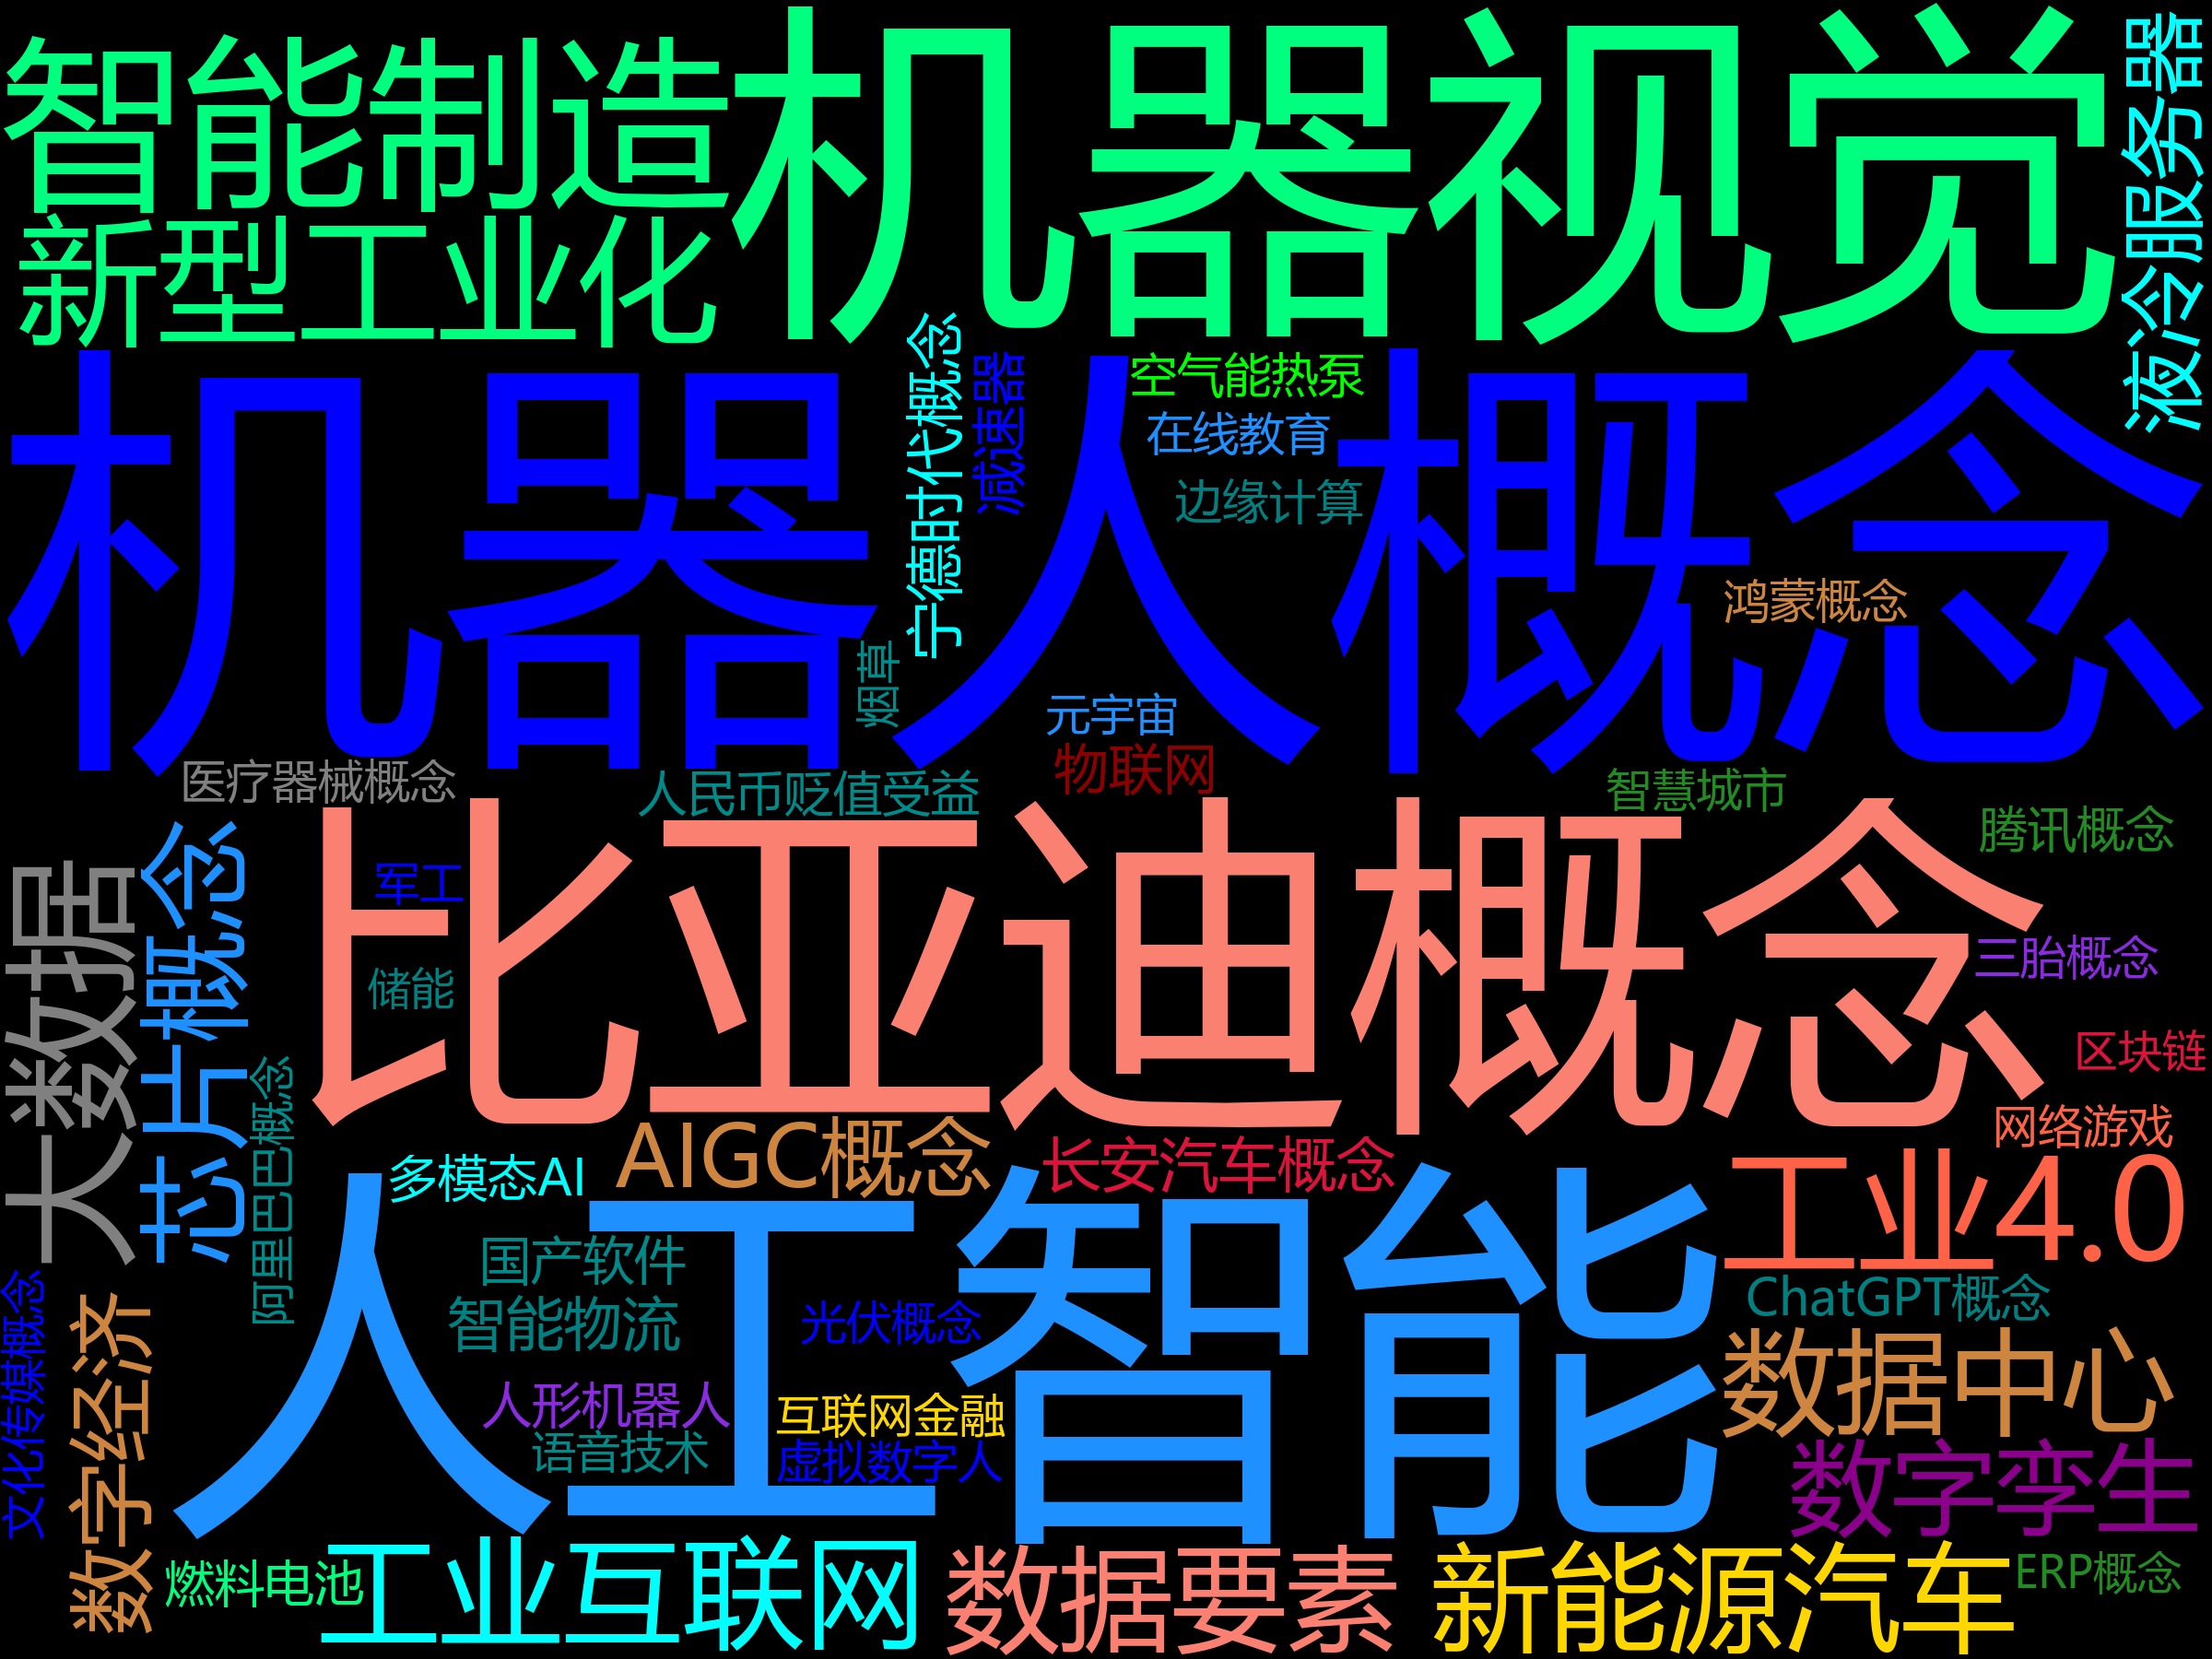 智能制造
机器视觉
液冷服务器
新型工业化
机器人概念
宁德时代概念
减速器
空气能热泵
在线教育
边缘计算
鸿蒙概念
烟草
元宇宙
物联网
医疗器械概念
人民币贬值受益
智慧城市
腾讯概念
比亚迪概念
大数据
芯片概念
军工
储能
三胎概念
区块链
阿里巴巴概念
网络游戏
AIGC概念
长安汽车概念
多模态AI
工业4.0
人工智能
国产软件
智能物流
光伏概念
ChatGPT概念
文化传媒概念
数字经济
数据中心
人形机器人
互联网金融
语音技术
虚拟数字人
数字孪生
燃料电池
工业互联网
数据要素
新能源汽车
ERP概念